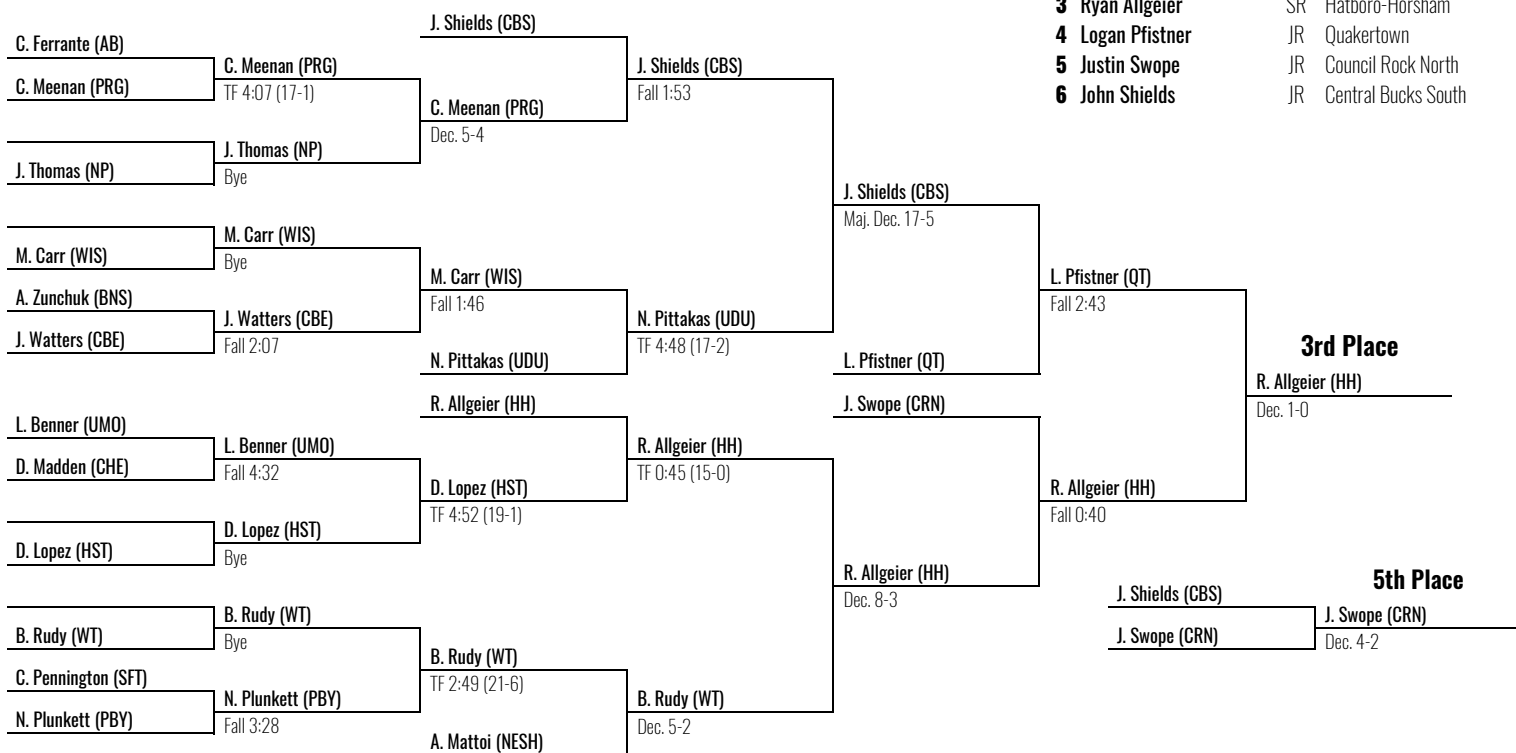 3 Ryan Allgeier SR Hatboro-Horsham
4 Logan Pfistner JR Quakertown
5 Justin Swope JR Council Rock North
6 John Shields JR Central Bucks South
C. Ferrante (AB)
C. Meenan (PRG)
J. Thomas (NP)
M. Carr (WIS)
A. Zunchuk (BNS)
J. Watters (CBE)
L. Benner (UMO)
D. Madden (CHE)
D. Lopez (HST)
B. Rudy (WT)
C. Pennington (SFT)
N. Plunkett (PBY)
C. Meenan (PRG)
TF 4:07 (17-1)
J. Thomas (NP)
Bye
M. Carr (WIS)
Bye
J. Watters (CBE)
Fall 2:07
L. Benner (UMO)
Fall 4:32
D. Lopez (HST)
Bye
B. Rudy (WT)
Bye
N. Plunkett (PBY)
Fall 3:28
J. Shields (CBS)
C. Meenan (PRG)
Dec. 5-4
M. Carr (WIS)
Fall 1:46
N. Pittakas (UDU)
R. Allgeier (HH)
D. Lopez (HST)
TF 4:52 (19-1)
B. Rudy (WT)
TF 2:49 (21-6)
A. Mattoi (NESH)
J. Shields (CBS)
Fall 1:53
N. Pittakas (UDU)
TF 4:48 (17-2)
R. Allgeier (HH)
TF 0:45 (15-0)
B. Rudy (WT)
Dec. 5-2
J. Shields (CBS)
Maj. Dec. 17-5
L. Pfistner (QT)
J. Swope (CRN)
R. Allgeier (HH)
Dec. 8-3
L. Pfistner (QT)
Fall 2:43
R. Allgeier (HH)
Fall 0:40
3rd Place
R. Allgeier (HH)
Dec. 1-0
5th Place
J. Shields (CBS)
J. Swope (CRN)
J. Swope (CRN)
Dec. 4-2